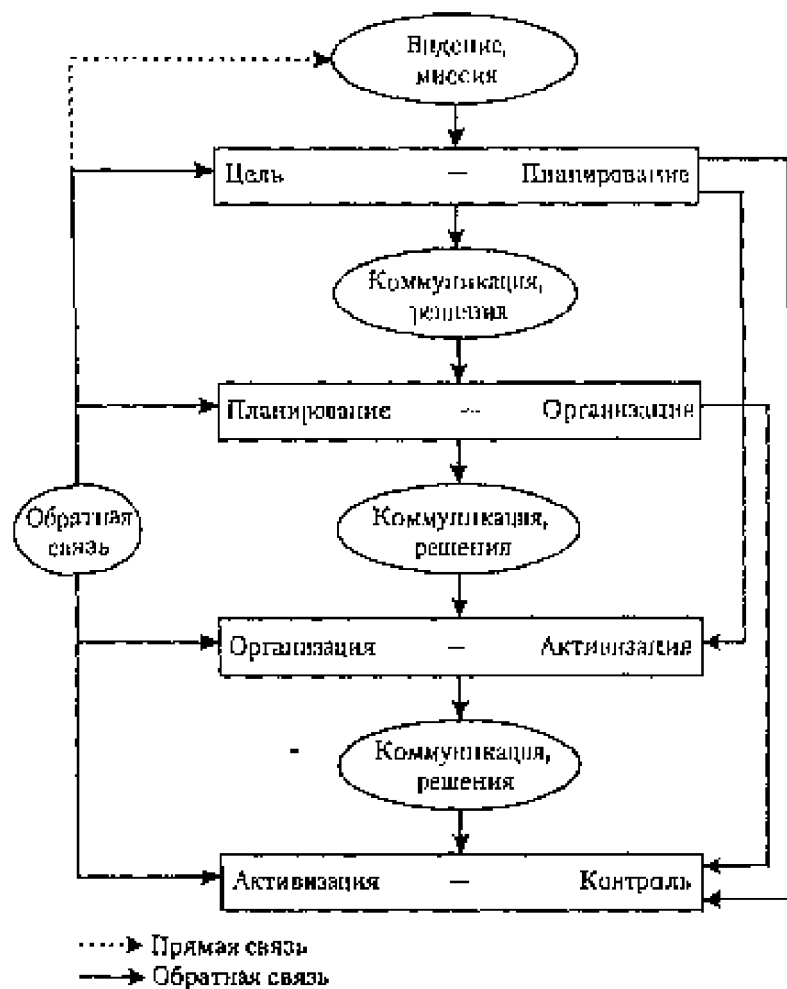 Видение,
миссия
Цель – Планирование
Коммуникация,
решения
Планирование – Организация
Обратная
связь
Коммуникация,
решения
Организация – Активизация
Коммуникация,
решения
Активизация – Контроль
Прямая связь
Обратная связь